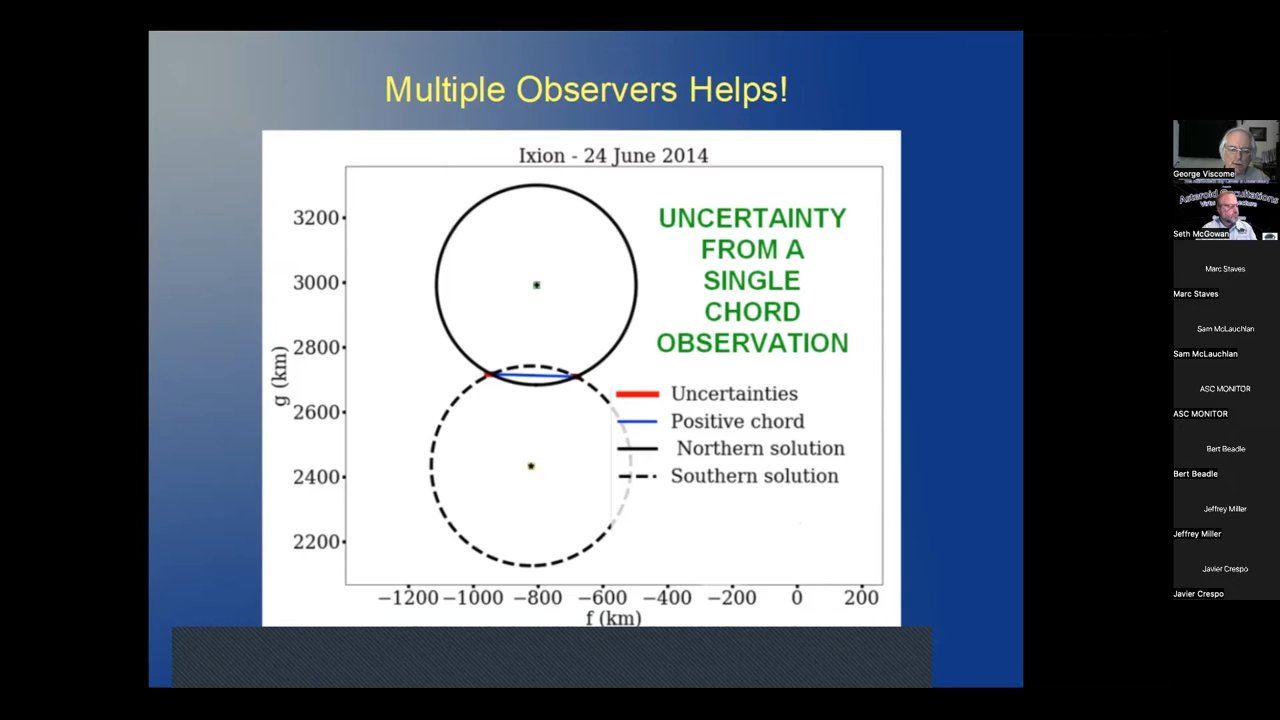 Multiple Observers Helps!
Ixion - 24 June 2014
UNCERTAINTY
FROM A
SINGLE
CHORD
OBSERVATION
3200
3000
2800
2600
2400
2200
g (km)
Uncertainties
Positive chord
Northern solution
Southern solution
−1200 −1000 −800 −600 −400 −200 0 200
f (km)
George Viscome
Asteroid Occultations
Seth McGowan
Marc Staves
Marc Staves
Sam McLauchlan
Sam McLauchlan
ASC MONITOR
ASC MONITOR
Bert Beadle
Bert Beadle
Jeffrey Miller
Jeffrey Miller
Javier Crespo
Javier Crespo